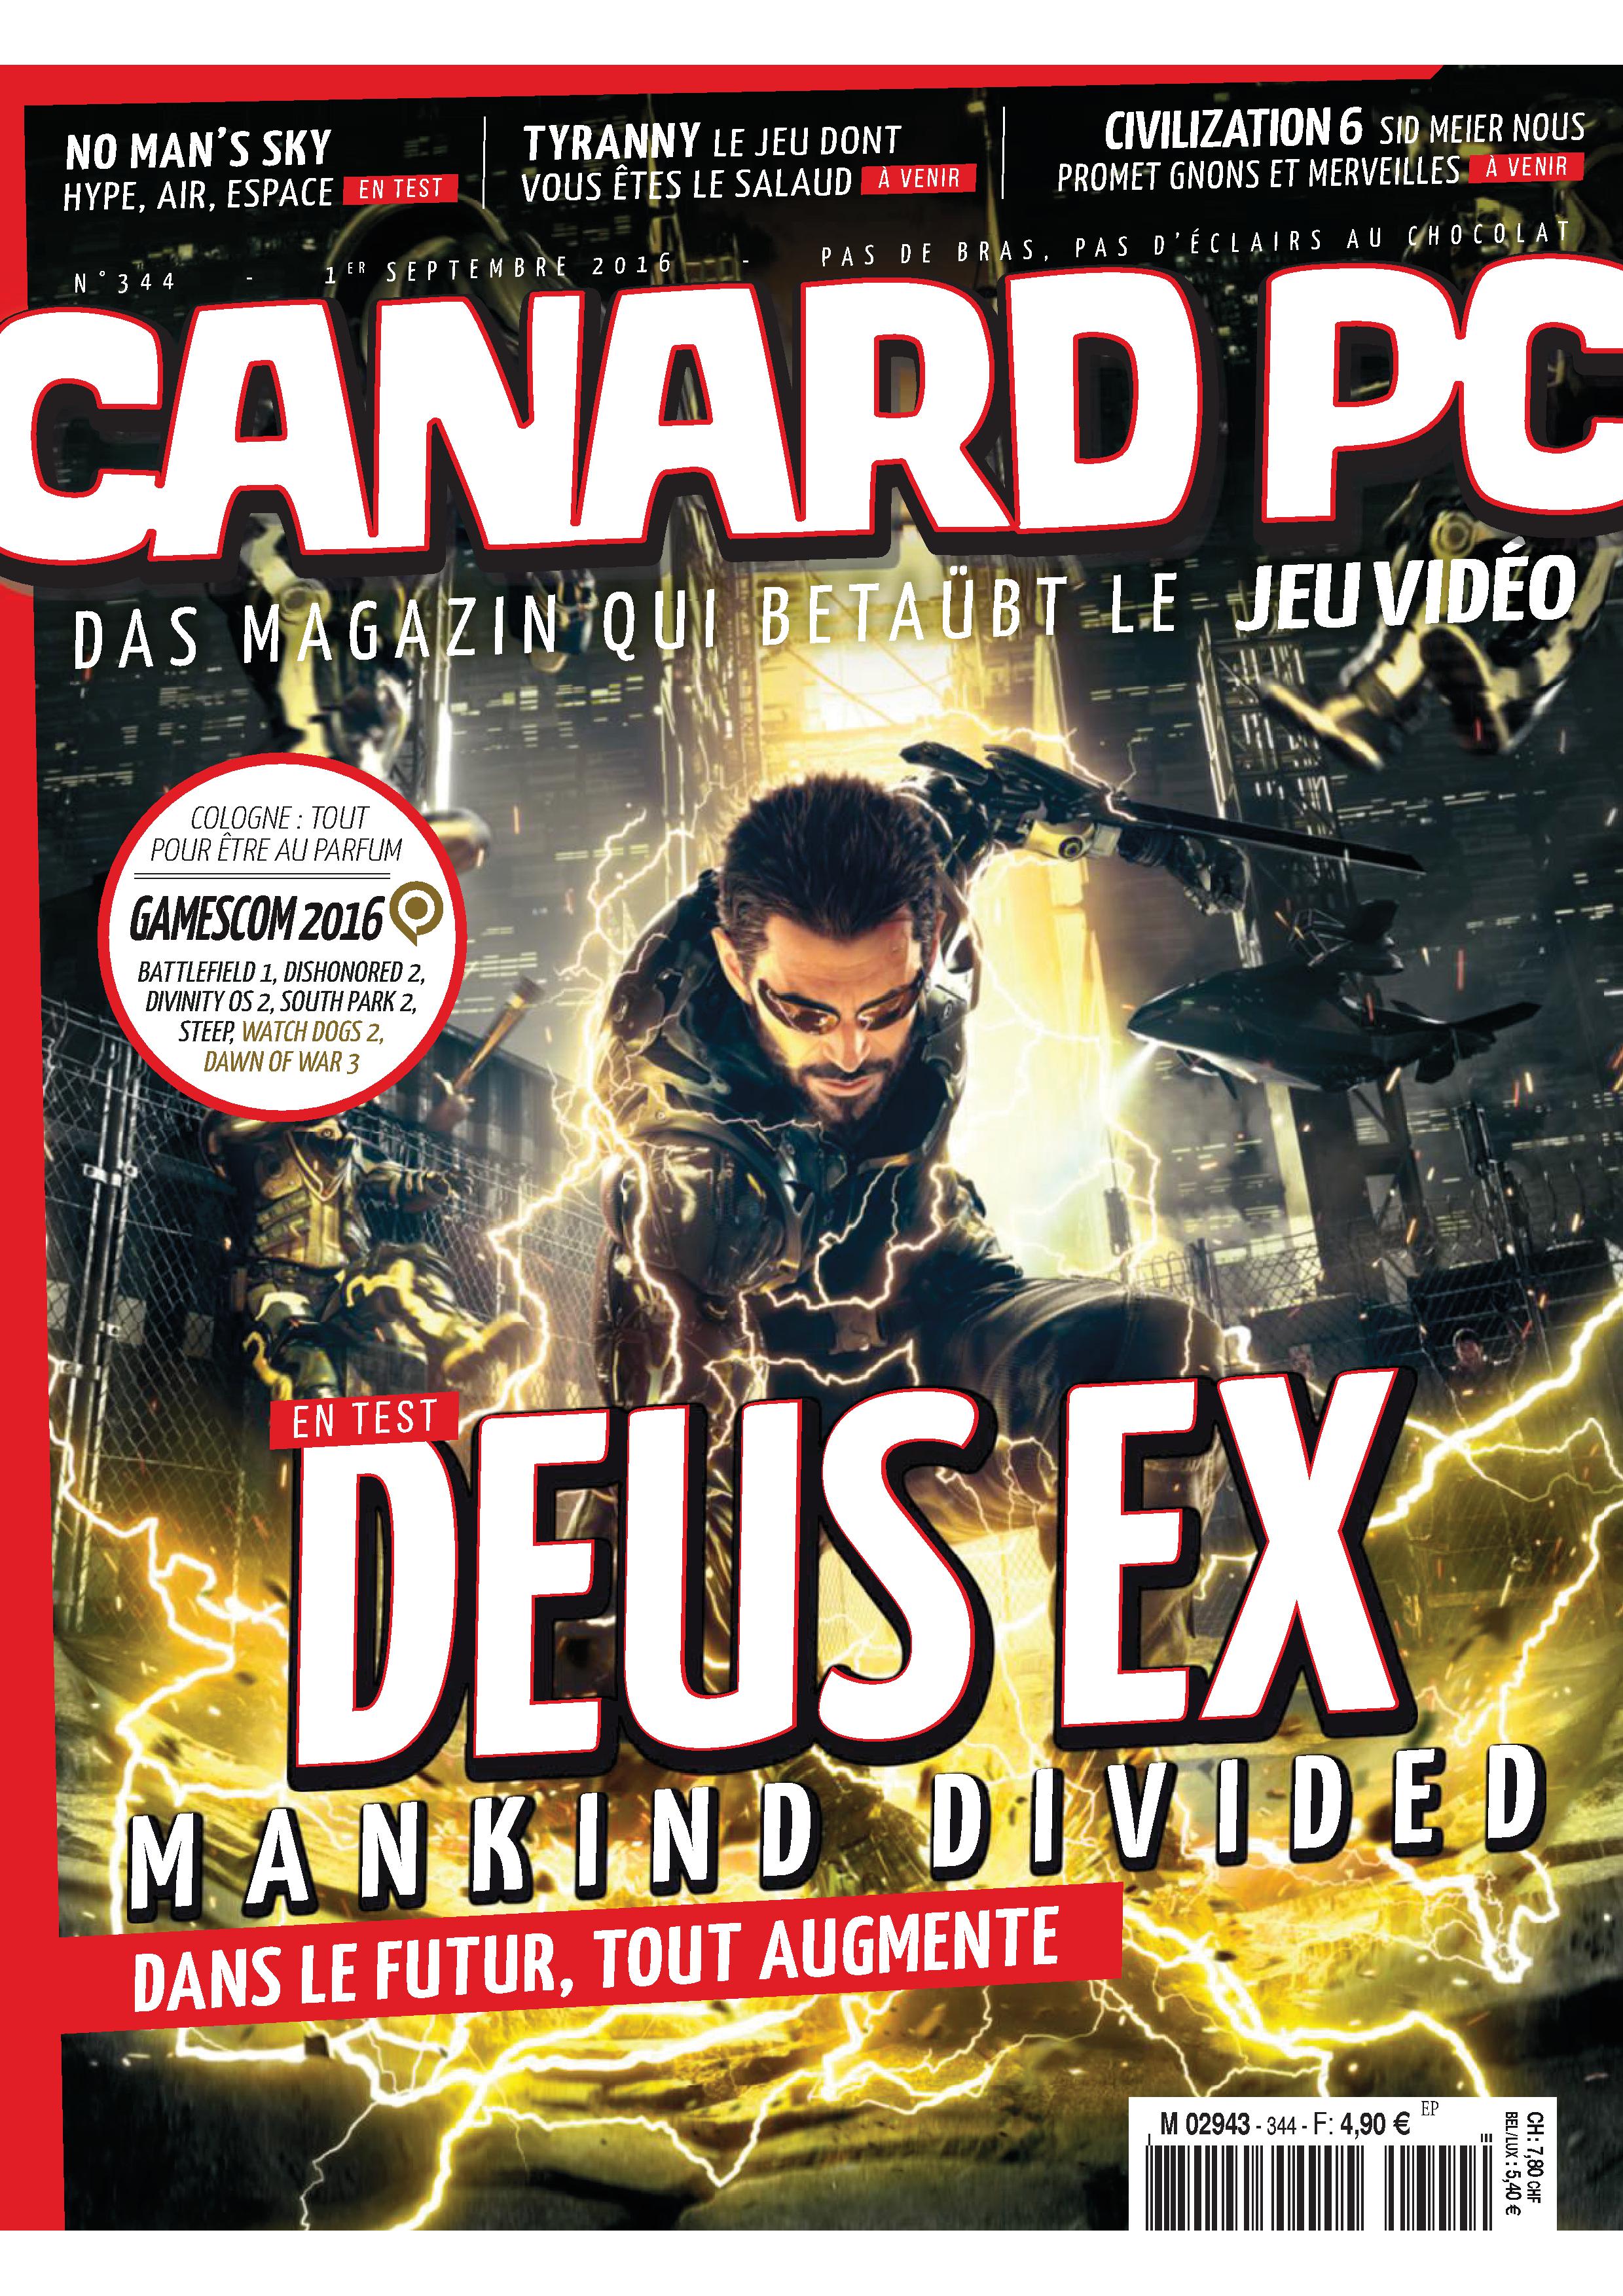 NO MAN'S SKY
HYPE, AIR, ESPACE EN TEST
TYRANNY LE JEU DONT
VOUS ÊTES LE SALAUD À VENIR
CIVILIZATION 6 SID MEIER NOUS
PROMET GNONS ET MERVEILLES À VENIR
N°344 - 1ER SEPTEMBRE 2016 - PAS DE BRAS, PAS D'ÉCLAIRS AU CHOCOLAT
CANARD PC
DAS MAGAZIN QUI BETAÜBT LE JEU VIDÉO
COLOGNE : TOUT
POUR ÊTRE AU PARFUM
GAMESCOM 2016
BATTLEFIELD 1, DISHONORED 2,
DIVINITY OS 2, SOUTH PARK 2,
STEEP, WATCH DOGS 2,
DAWN OF WAR 3
EN TEST
DEUS EX
MANKIND DIVIDED
DANS LE FUTUR, TOUT AUGMENTE
M 02943 - 344 - F: 4,90 € EP
CH : 7,80 CHF
BEL/LUX : 5,40 €